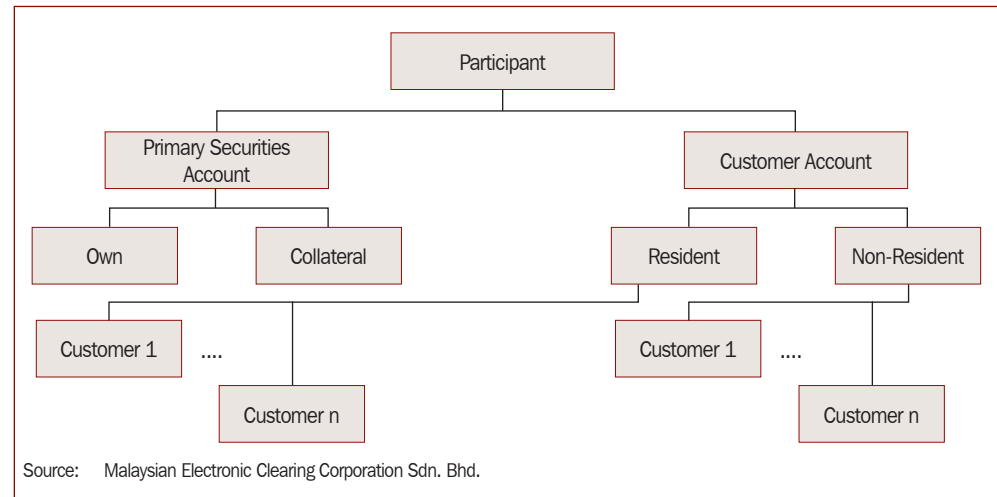 Participant
Primary Securities
Account
Customer Account
Own
Collateral
Resident
Non-Resident
Customer 1
....
Customer 1
....
Customer n
Customer n
Source: Malaysian Electronic Clearing Corporation Sdn. Bhd.